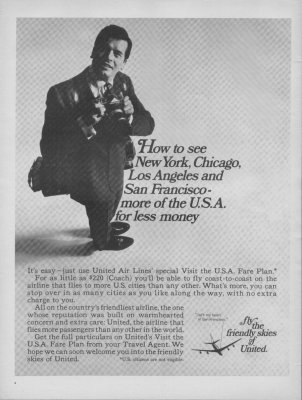 How to see
New York, Chicago,
Los Angeles and
San Francisco-
more of the U.S.A.
for less money
It's easy—just use United Air Lines' special Visit the U.S.A. Fare Plan.*
For as little as $220 (Coach) you'll be able to fly coast-to-coast on the
airline that flies to more U.S. cities than any other. What's more, you can
stop over in as many cities as you like along the way, with no extra
charge to you.
All on the country's friendliest airline, the one
whose reputation was built on warmhearted
concern and extra care: United, the airline that
flies more passengers than any other in the world.
Get the full particulars on United's Visit the
U.S.A. Fare Plan from your Travel Agent. We
hope we can soon welcome you into the friendly
skies of United.
*U.S. citizens are not eligible.
fly
the
friendly skies
of
United.